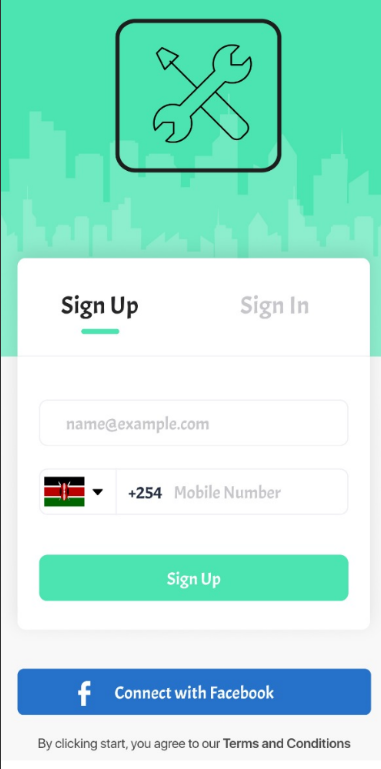 Sign Up
Sign In
name@example.com
+254 Mobile Number
Sign Up
f Connect with Facebook
By clicking start, you agree to our Terms and Conditions